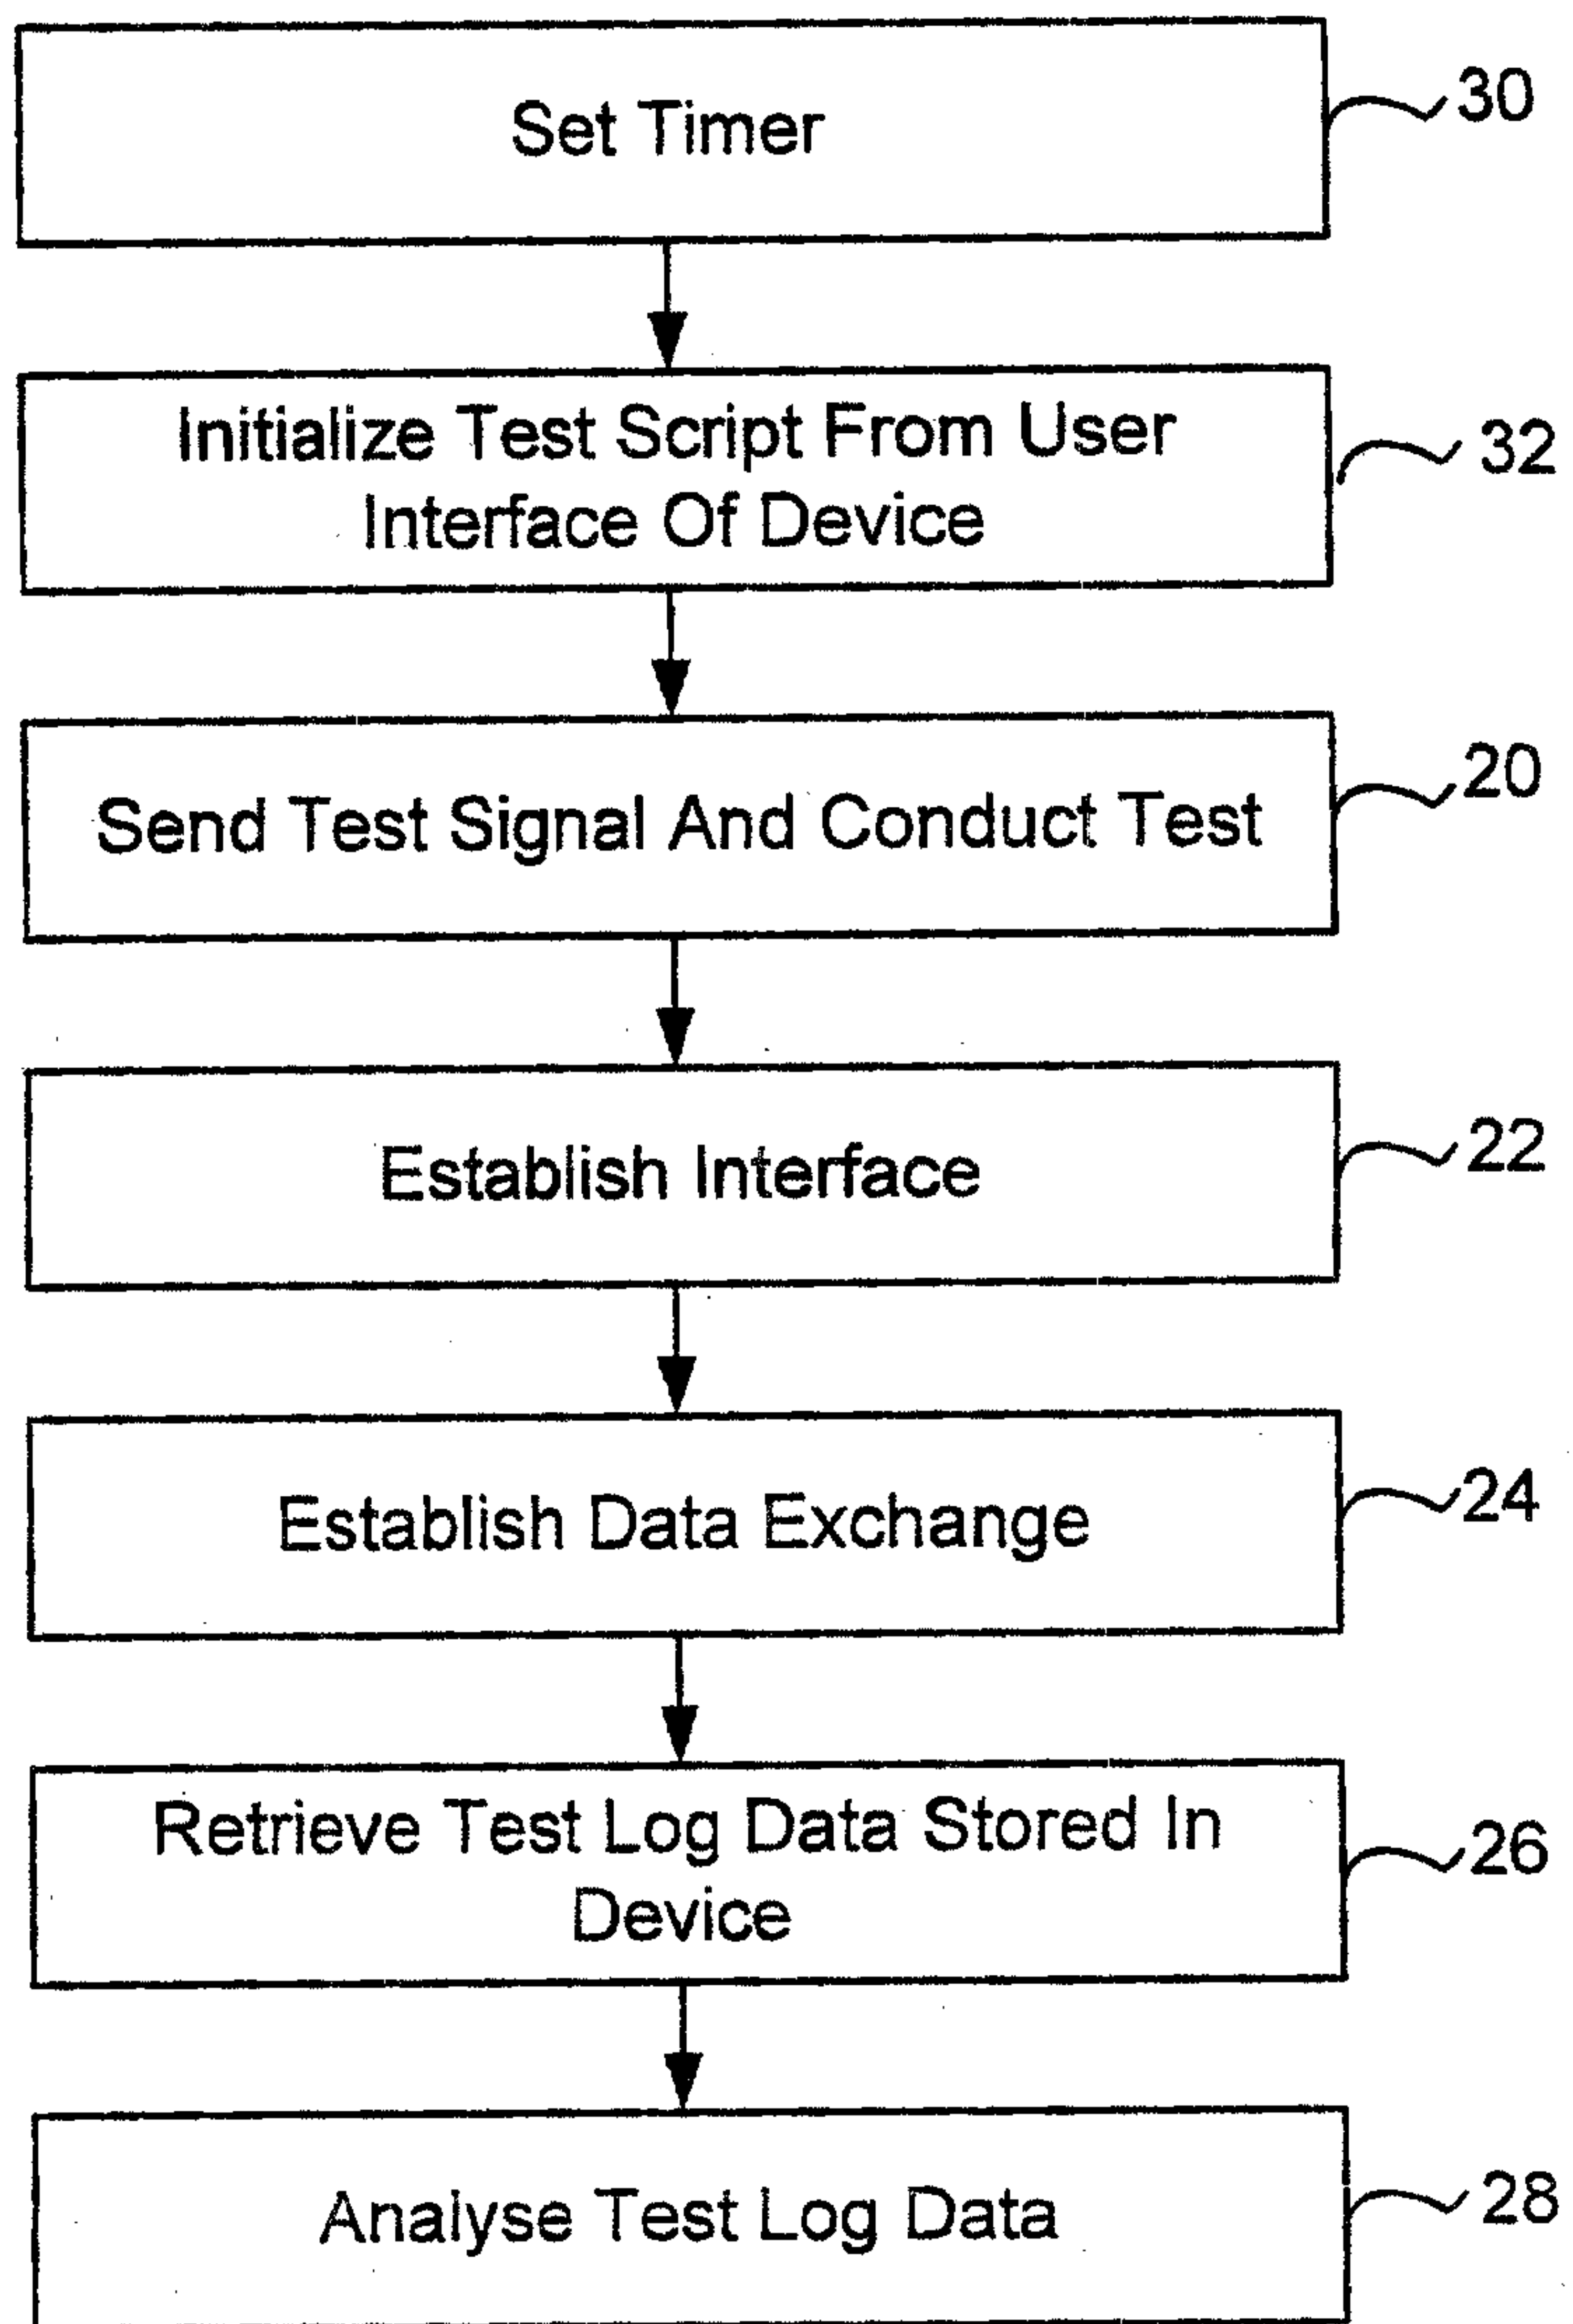 Set Timer
30
Initialize Test Script From User
Interface Of Device
32
Send Test Signal And Conduct Test
20
Establish Interface
22
Establish Data Exchange
24
Retrieve Test Log Data Stored In
Device
26
Analyse Test Log Data
28